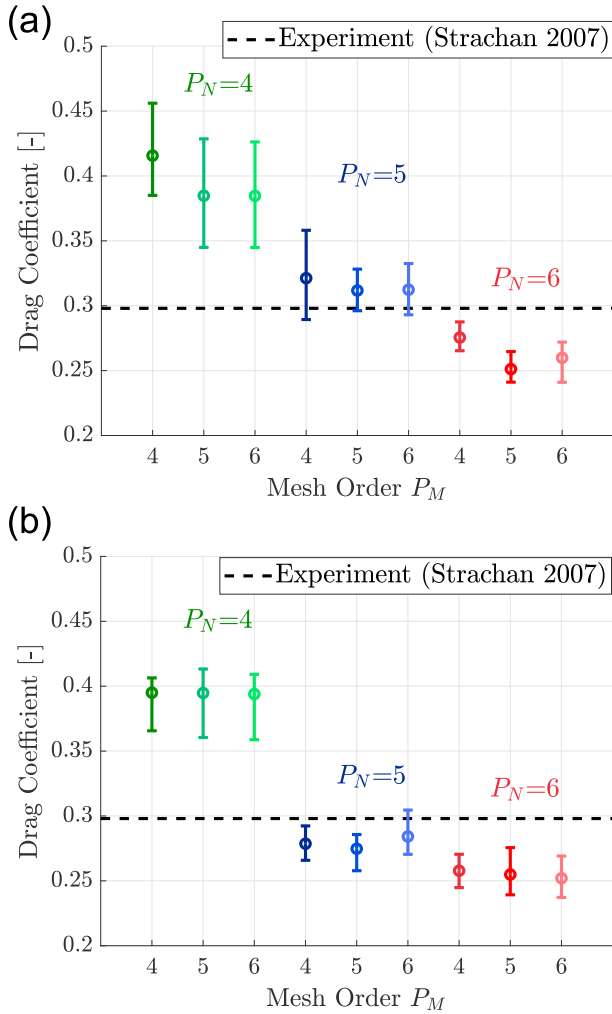 (a)
Experiment (Strachan 2007)
0.5
0.45
0.4
0.35
0.3
0.25
0.2
Drag Coefficient [-]
P_N=4
P_N=5
P_N=6
4 5 6 4 5 6 4 5 6
Mesh Order P_M
(b)
Experiment (Strachan 2007)
0.5
0.45
0.4
0.35
0.3
0.25
0.2
Drag Coefficient [-]
P_N=4
P_N=5
P_N=6
4 5 6 4 5 6 4 5 6
Mesh Order P_M